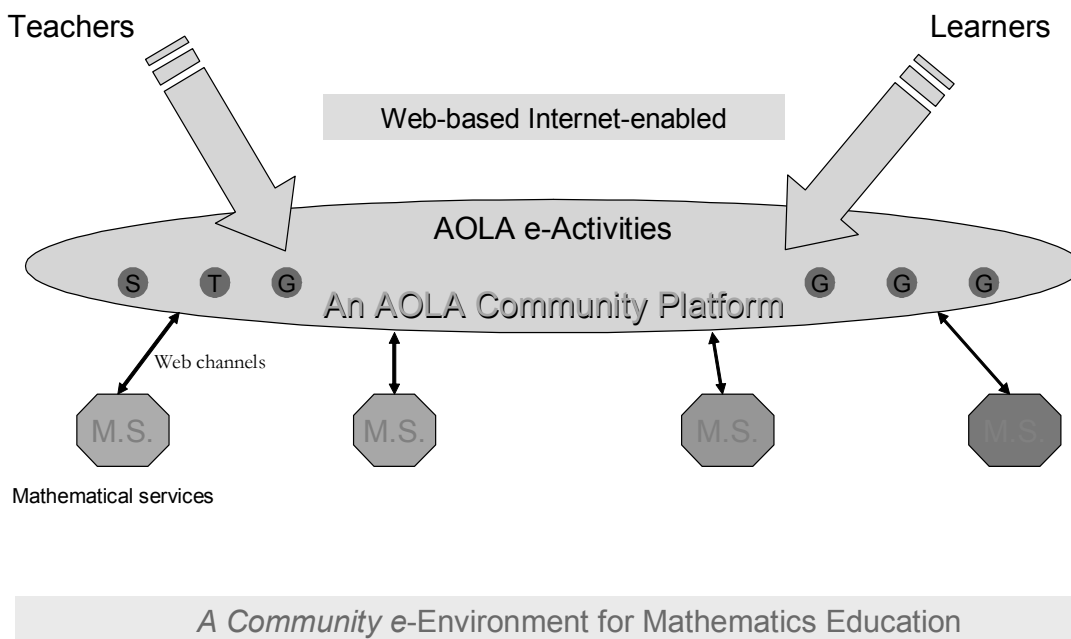 Teachers
Learners
Web-based Internet-enabled
AOLA e-Activities
S T G G G G
An AOLA Community Platform
Web channels
M.S. M.S. M.S. M.S.
Mathematical services
A Community e-Environment for Mathematics Education